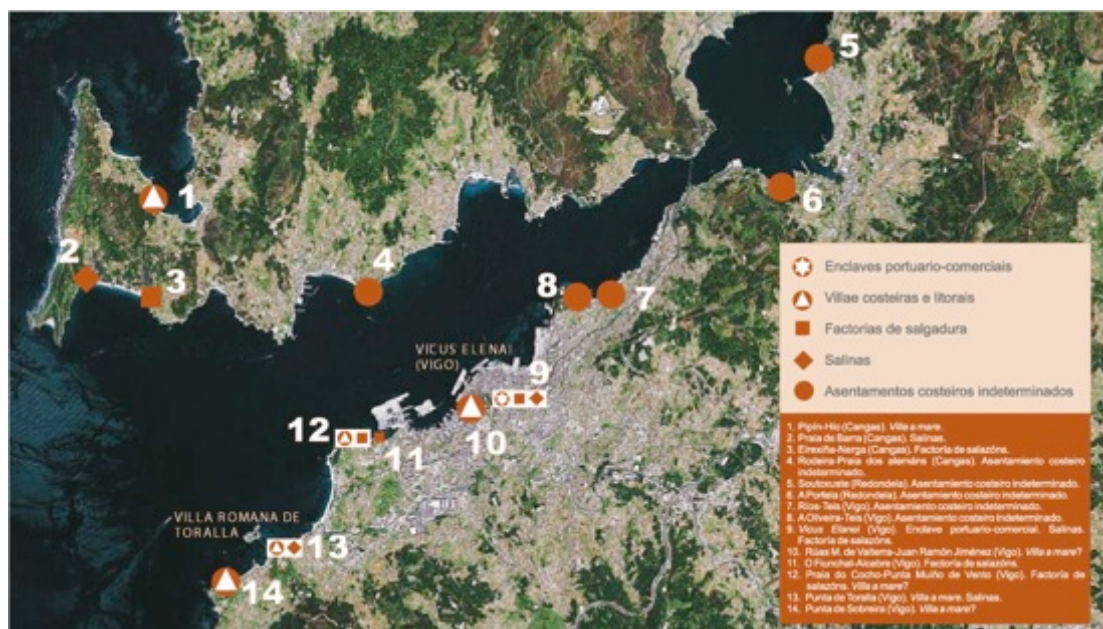 1
2
3
4
5
6
7
8
VICUS ELENAI
(VIGO)
9
10
11
12
VILLA ROMANA DE
TORALLA
13
14
Enclaves portuario-comerciais
Villae costeiras e litorais
Factorias de salgadura
Salinas
Asentamentos costeiros indeterminados
1. Pipín-Hío (Cangas). Villa a mare.
2. Praia de Barra (Cangas). Salinas.
3. Eirexiña-Nerga (Cangas). Factoría de salazóns.
4. Rodeira-Praia dos alemáns (Cangas). Asentamiento costeiro
indeterminado.
5. Soutoxuste (Redondela). Asentamento costeiro indeterminado.
6. A Portela (Redondela). Asentamento costeiro indeterminado.
7. Ríos-Teis (Vigo). Asentamento costeiro indeterminado.
8. A Oliveira-Teis (Vigo). Asentamento costeiro indeterminado.
9. Vicus Elanei (Vigo). Enclave portuario-comercial. Salinas.
Factoría de salazóns.
10. Rúas M. de Valterra-Juan Ramón Jiménez (Vigo). Villa a mare?
11. O Fiunchal-Alcabre (Vigo). Factoría de salazóns.
12. Praia do Cocho-Punta Muiño de Vento (Vigo). Factoría de
salazóns. Villa a mare?
13. Punta de Toralla (Vigo). Villa a mare. Salinas.
14. Punta de Sobreira (Vigo). Villa a mare?